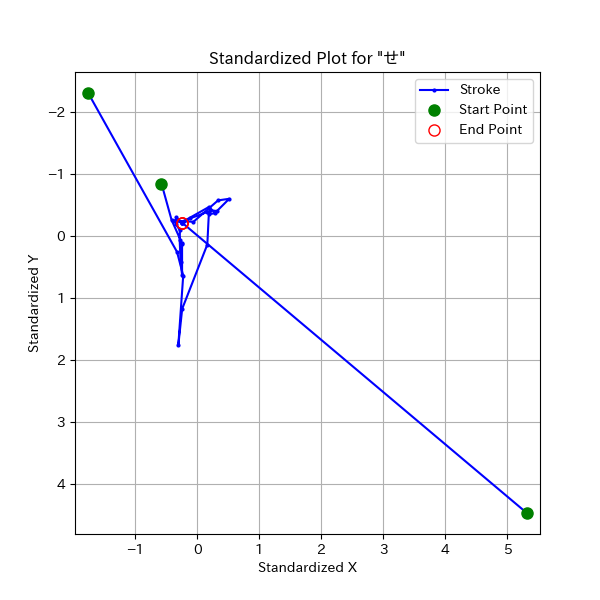 Standardized Plot for "せ"
Stroke
Start Point
End Point
Standardized Y
−2
−1
0
1
2
3
4
−1 0 1 2 3 4 5
Standardized X